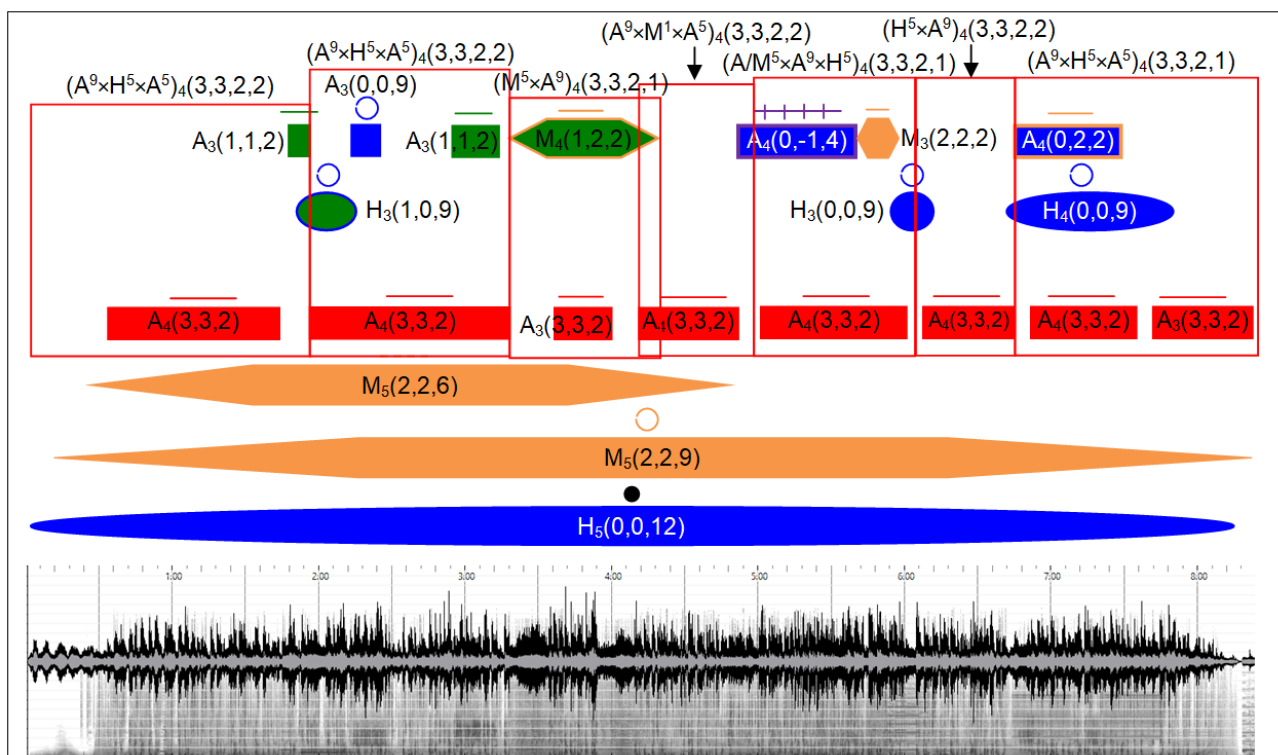 (A⁹×M¹×A⁵)₄(3,3,2,2)
(H⁵×A⁹)₄(3,3,2,2)
(A⁹×H⁵×A⁵)₄(3,3,2,2)
(A⁹×H⁵×A⁵)₄(3,3,2,2)
A₃(0,0,9)
(M⁵×A⁹)₄(3,3,2,1)
(A/M⁵×A⁹×H⁵)₄(3,3,2,1)
(A⁹×H⁵×A⁵)₄(3,3,2,1)
A₃(1,1,2)
A₃(1,1,2)
M₄(1,2,2)
A₄(0,-1,4)
M₃(2,2,2)
A₄(0,2,2)
H₃(1,0,9)
H₃(0,0,9)
H₄(0,0,9)
A₄(3,3,2)
A₄(3,3,2)
A₃(3,3,2)
A₄(3,3,2)
A₄(3,3,2)
A₄(3,3,2)
A₄(3,3,2)
A₃(3,3,2)
M₅(2,2,6)
M₅(2,2,9)
H₅(0,0,12)
1:00 2:00 3:00 4:00 5:00 6:00 7:00 8:00